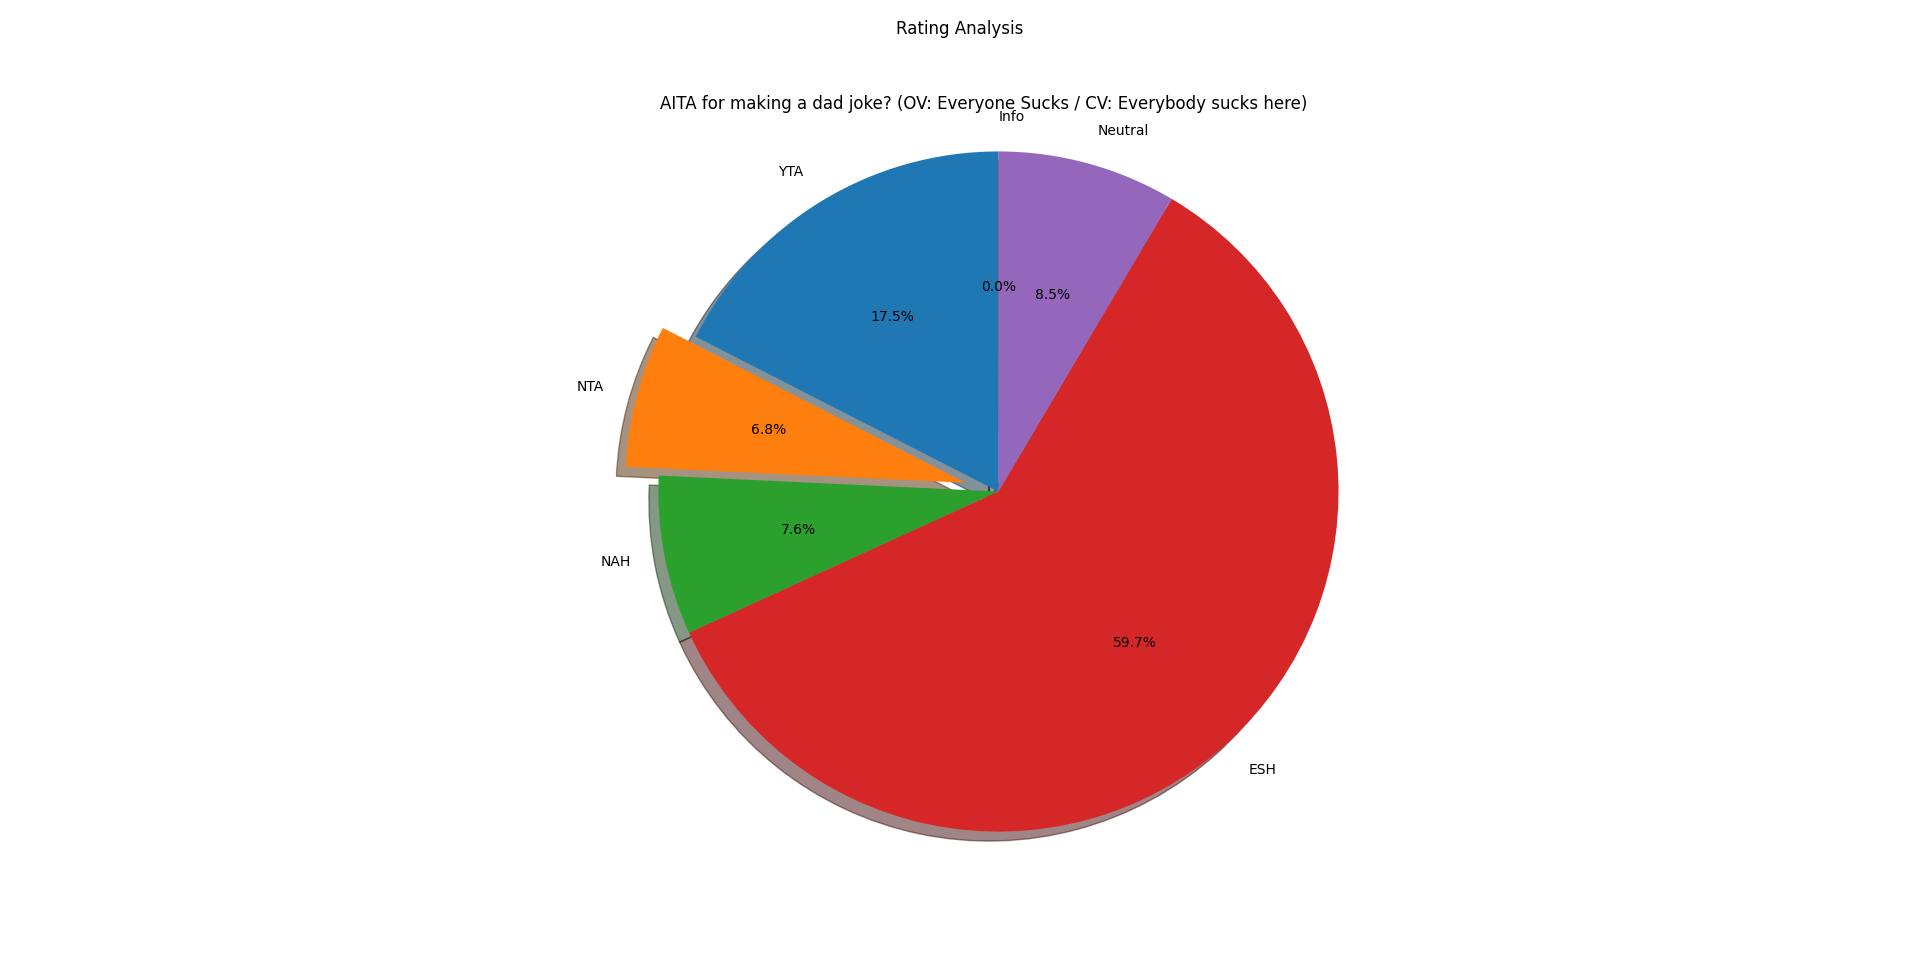 Rating Analysis
AITA for making a dad joke? (OV: Everyone Sucks / CV: Everybody sucks here)
Info
Neutral
YTA
0.0%
8.5%
17.5%
NTA
6.8%
7.6%
NAH
59.7%
ESH